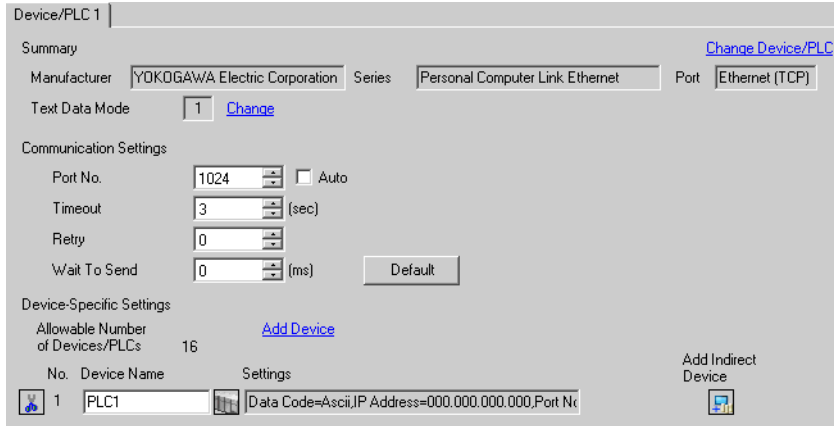 Device/PLC 1
Summary Change Device/PLC
Manufacturer YOKOGAWA Electric Corporation Series Personal Computer Link Ethernet Port Ethernet (TCP)
Text Data Mode 1 Change
Communication Settings
Port No. 1024 Auto
Timeout 3 (sec)
Retry 0
Wait To Send 0 (ms) Default
Device-Specific Settings
Allowable Number
of Devices/PLCs 16 Add Device
Add Indirect
Device
No. Device Name Settings
1 PLC1 Data Code=Ascii,IP Address=000.000.000.000,Port No